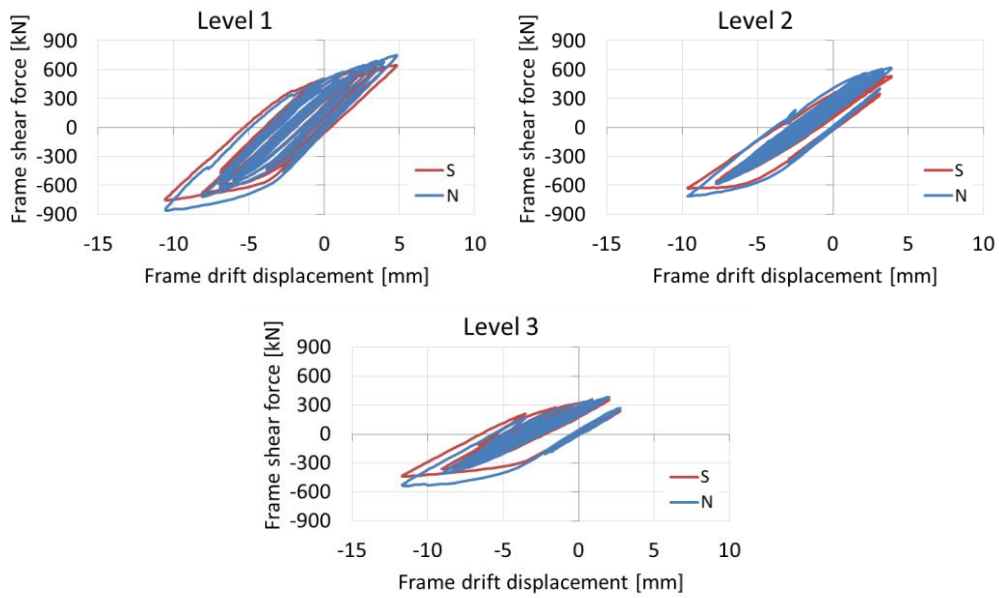 Level 1
Frame shear force [kN]
900
600
300
0
-300
-600
-900
S
N
-15 -10 -5 0 5 10
Frame drift displacement [mm]
Level 2
Frame shear force [kN]
900
600
300
0
-300
-600
-900
S
N
-15 -10 -5 0 5 10
Frame drift displacement [mm]
Level 3
Frame shear force [kN]
900
600
300
0
-300
-600
-900
S
N
-15 -10 -5 0 5 10
Frame drift displacement [mm]